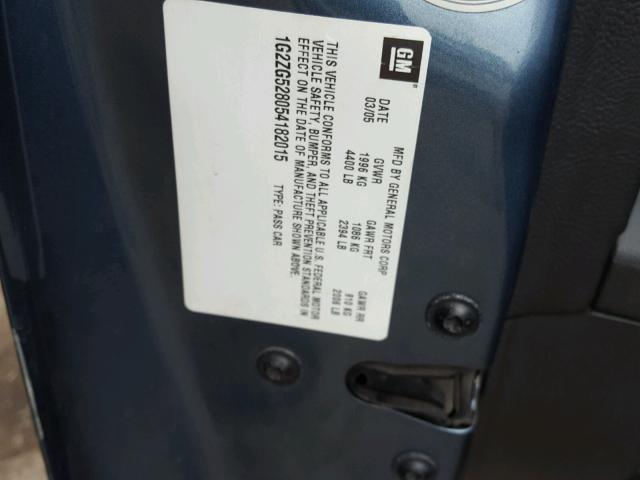 GM
MFD BY GENERAL MOTORS CORP
DATE GVWR GAWR FRT GAWR RR
03/05 1996 KG 1086 KG 910 KG
4400 LB 2394 LB 2006 LB
THIS VEHICLE CONFORMS TO ALL APPLICABLE U.S. FEDERAL MOTOR
VEHICLE SAFETY, BUMPER, AND THEFT PREVENTION STANDARDS IN
EFFECT ON THE DATE OF MANUFACTURE SHOWN ABOVE.
1G2ZG528054182015 TYPE: PASS CAR